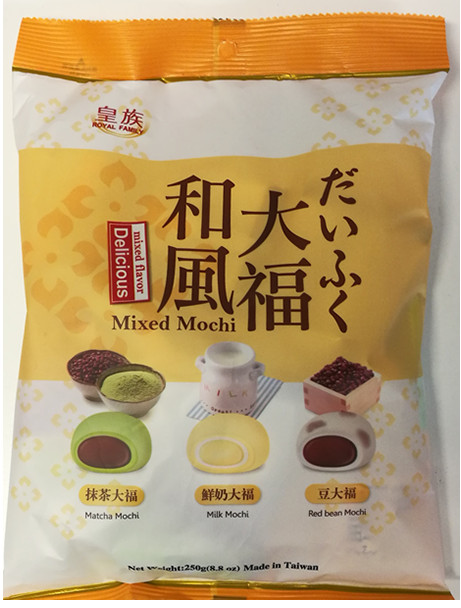 皇族
ROYAL FAMILY
だいふく
大福
和風
mixed flavor
Delicious
Mixed Mochi
MILK
抹茶大福
鮮奶大福
豆大福
Matcha Mochi
Milk Mochi
Red bean Mochi
Net Weight:250g(8.8 oz) Made in Taiwan